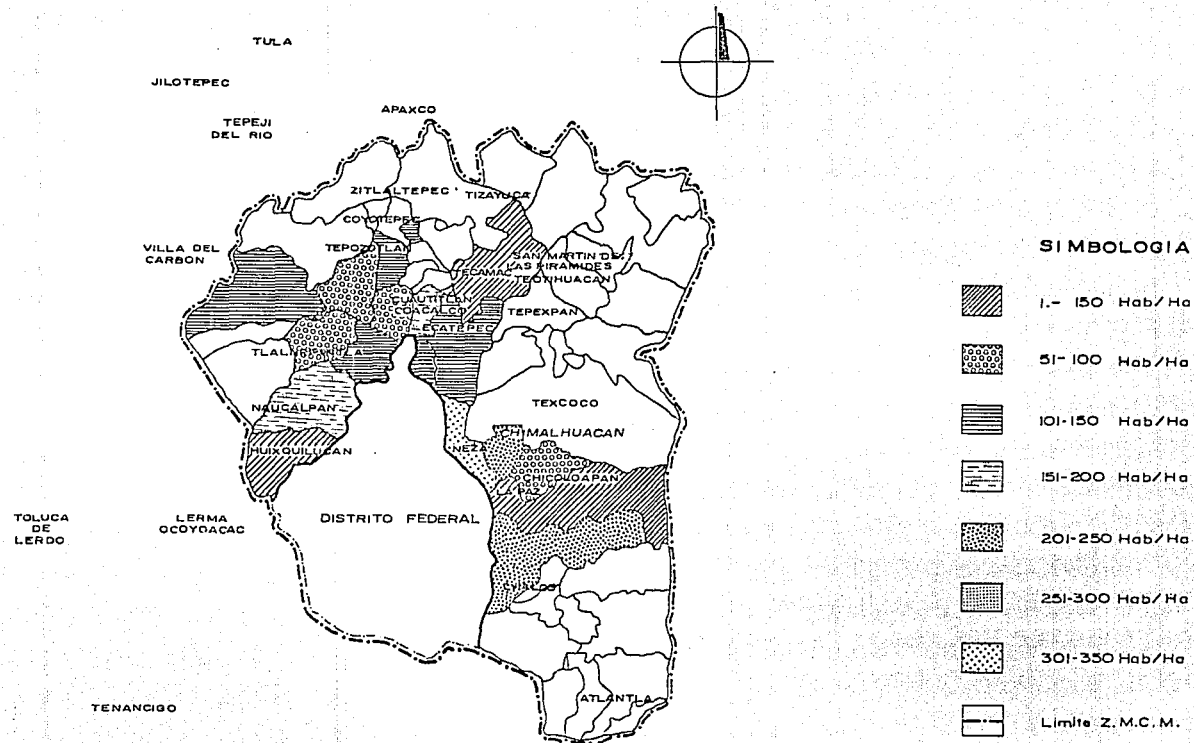 TULA
JILOTEPEC
TEPEJI
DEL RIO
APAXCO
ZITLALTEPEC
TIZAYUCA
COYOTEPEC
VILLA DEL
CARBON
TEPOZOTLAN
SAN MARTIN DE
LAS PIRAMIDES
TECAMAC
TEOTIHUACAN
CUAUTITLAN
COACALCO
ECATEPEC
TEPEXPAN
TLALNEPANTLA
NAUCALPAN
TEXCOCO
CHIMALHUACAN
HUIXQUILUCAN
NEZA
CHICOLOAPAN
LA PAZ
TOLUCA
DE
LERDO
LERMA
OCOYOACAC
DISTRITO FEDERAL
TENANCIGO
ATLANTLA
SIMBOLOGIA
1.- 150 Hab/Ha
51- 100 Hab/Ha
101-150 Hab/Ha
151-200 Hab/Ha
201-250 Hab/Ha
251-300 Hab/Ha
301-350 Hab/Ha
Limite Z.M.C.M.